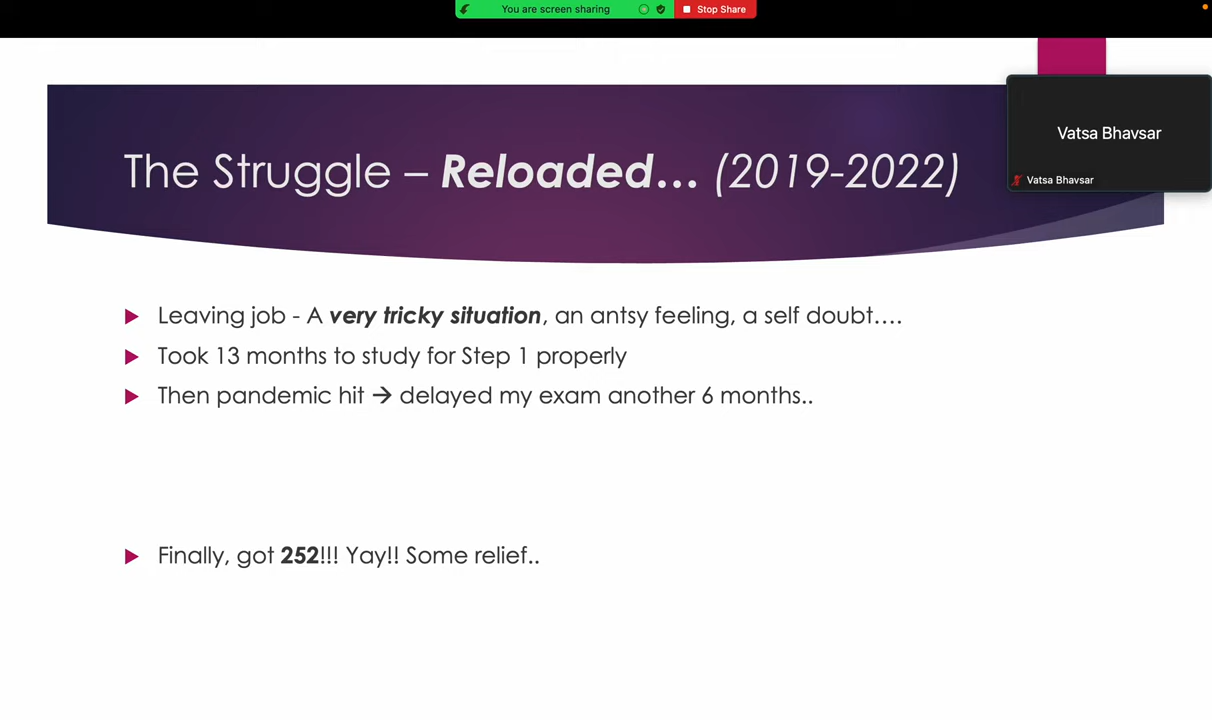 You are screen sharing
Stop Share
The Struggle – Reloaded... (2019-2022)
Vatsa Bhavsar
Vatsa Bhavsar
Leaving job - A very tricky situation, an antsy feeling, a self doubt....
Took 13 months to study for Step 1 properly
Then pandemic hit → delayed my exam another 6 months..
Finally, got 252!!! Yay!! Some relief..